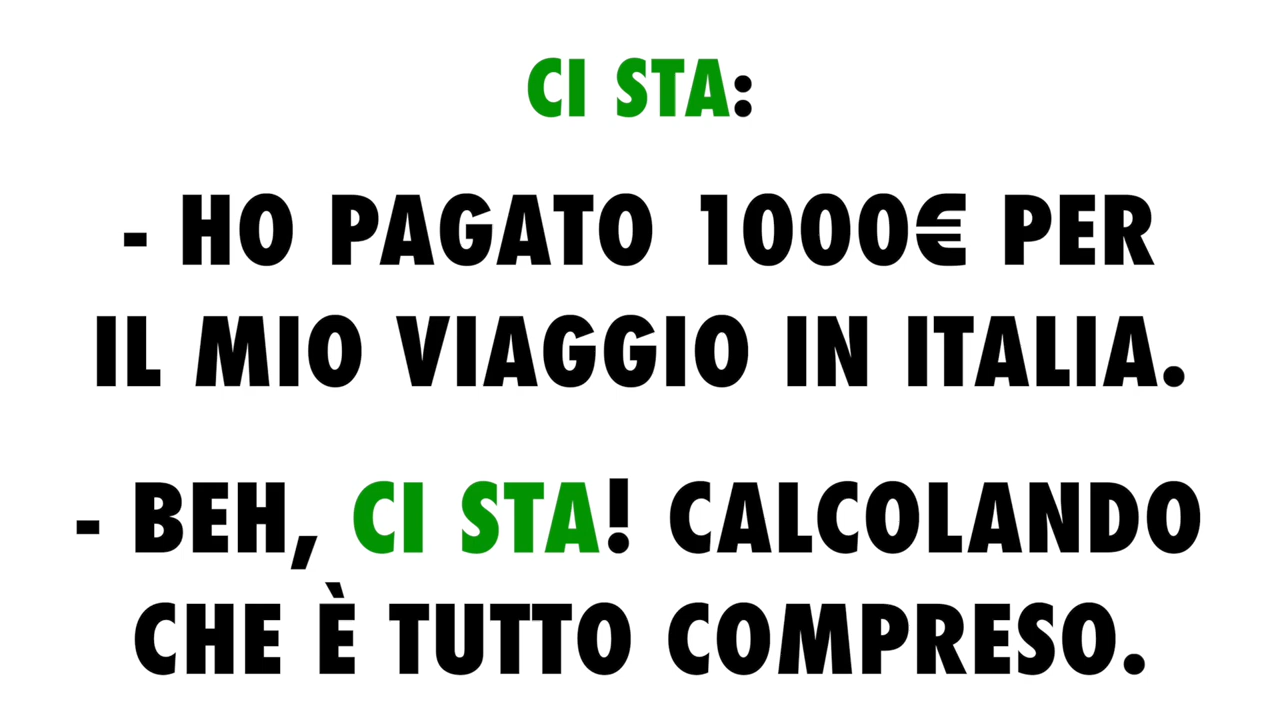 CI STA:
- HO PAGATO 1000€ PER
IL MIO VIAGGIO IN ITALIA.
- BEH, CI STA! CALCOLANDO
CHE È TUTTO COMPRESO.